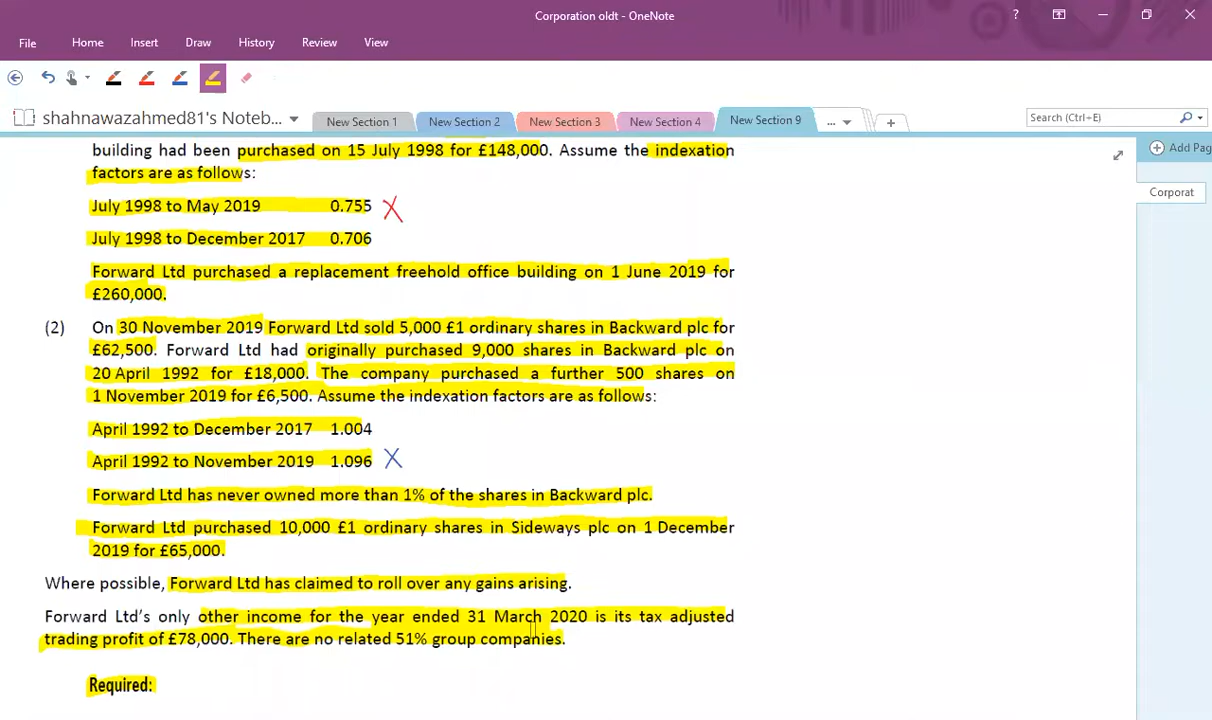 Corporation oldt - OneNote
?
File Home Insert Draw History Review View
shahnawazahmed81's Noteb... New Section 1 New Section 2 New Section 3 New Section 4 New Section 9 ... + Search (Ctrl+E)
building had been purchased on 15 July 1998 for £148,000. Assume the indexation
factors are as follows:
Add Pag
Corporat
July 1998 to May 2019 0.755 X
July 1998 to December 2017 0.706
Forward Ltd purchased a replacement freehold office building on 1 June 2019 for
£260,000.
(2) On 30 November 2019 Forward Ltd sold 5,000 £1 ordinary shares in Backward plc for
£62,500. Forward Ltd had originally purchased 9,000 shares in Backward plc on
20 April 1992 for £18,000. The company purchased a further 500 shares on
1 November 2019 for £6,500. Assume the indexation factors are as follows:
April 1992 to December 2017 1.004
April 1992 to November 2019 1.096 X
Forward Ltd has never owned more than 1% of the shares in Backward plc.
Forward Ltd purchased 10,000 £1 ordinary shares in Sideways plc on 1 December
2019 for £65,000.
Where possible, Forward Ltd has claimed to roll over any gains arising.
Forward Ltd's only other income for the year ended 31 March 2020 is its tax adjusted
trading profit of £78,000. There are no related 51% group companies.
Required: